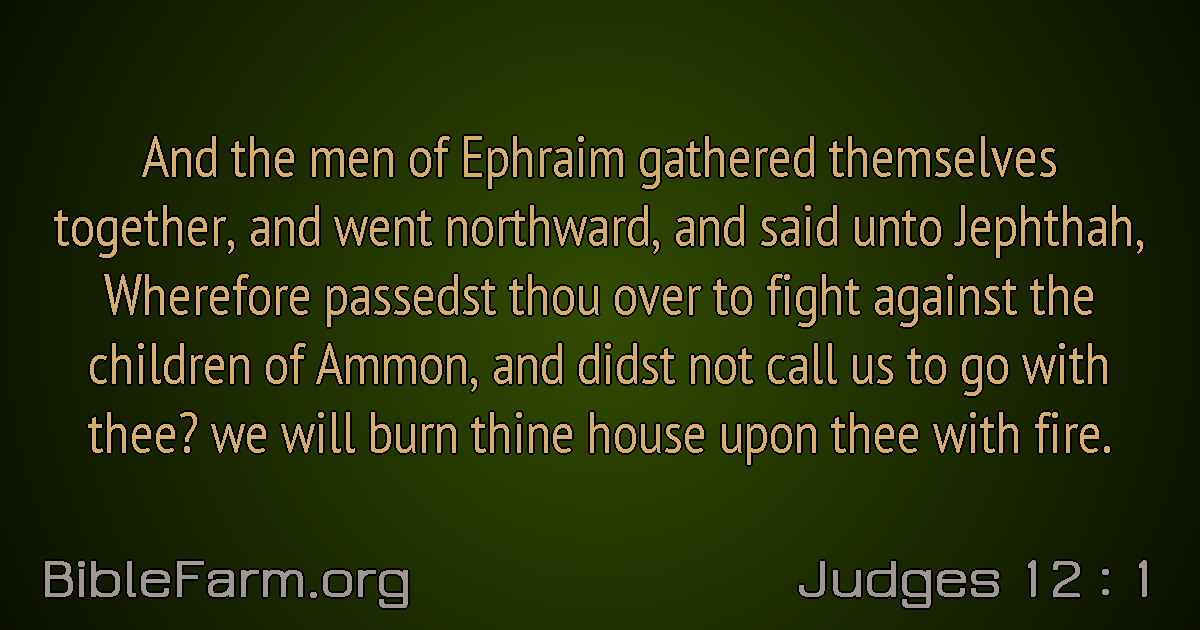 And the men of Ephraim gathered themselves
together, and went northward, and said unto Jephthah,
Wherefore passedst thou over to fight against the
children of Ammon, and didst not call us to go with
thee? we will burn thine house upon thee with fire.
BibleFarm.org
Judges 12 : 1